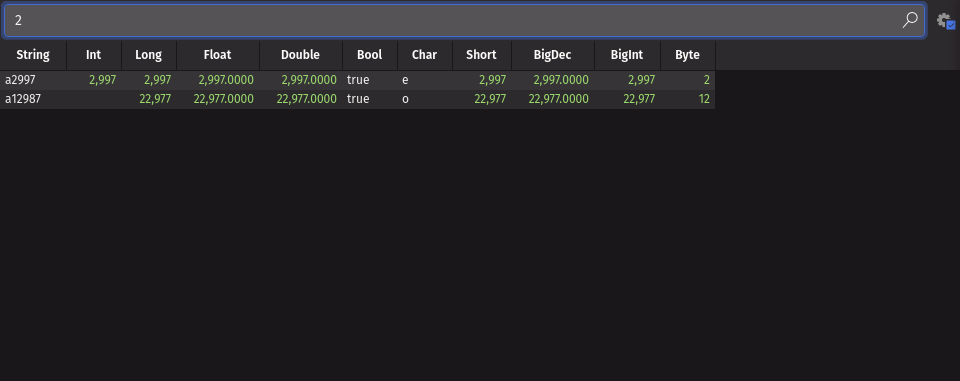 2
String Int Long Float Double Bool Char Short BigDec BigInt Byte
a2997 2,997 2,997 2,997.0000 2,997.0000 true e 2,997 2,997.0000 2,997 2
a12987 22,977 22,977.0000 22,977.0000 true o 22,977 22,977.0000 22,977 12